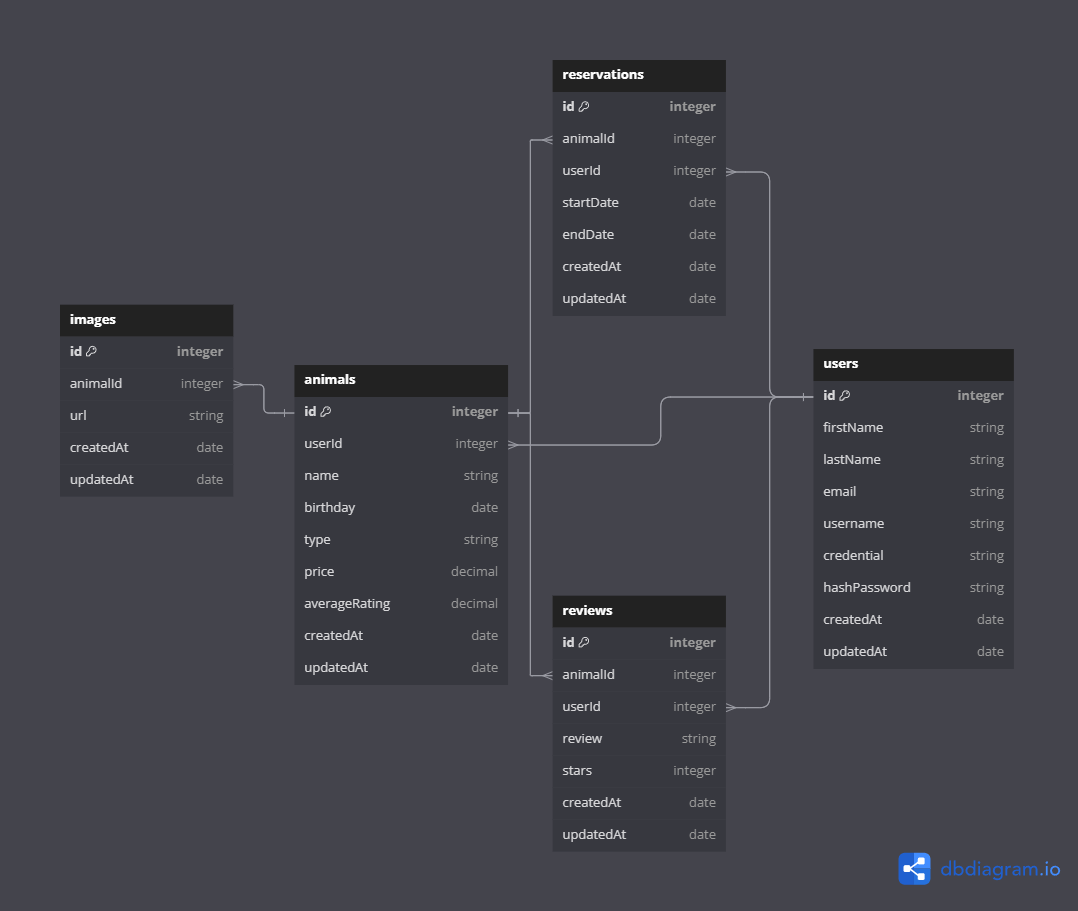 reservations
id integer
animalId integer
userId integer
startDate date
endDate date
createdAt date
updatedAt date
images
id integer
animalId integer
url string
createdAt date
updatedAt date
animals
id integer
userId integer
name string
birthday date
type string
price decimal
averageRating decimal
createdAt date
updatedAt date
users
id integer
firstName string
lastName string
email string
username string
credential string
hashPassword string
createdAt date
updatedAt date
reviews
id integer
animalId integer
userId integer
review string
stars integer
createdAt date
updatedAt date
dbdiagram.io